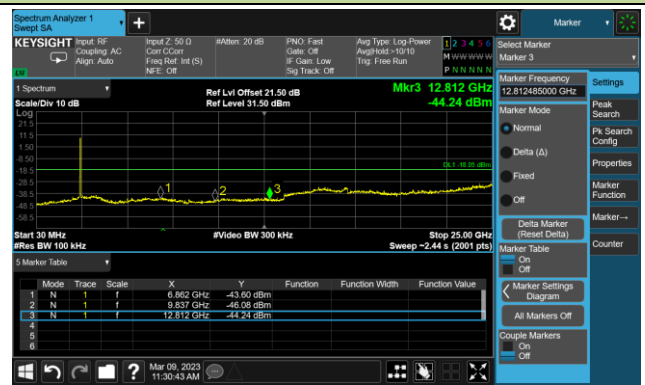 Spectrum Analyzer 1
Swept SA
Marker
KEYSIGHT
Input: RF
Coupling: AC
Align: Auto
Input Z: 50 Ω
Corr CCorr
Freq Ref: Int (S)
NFE: Off
#Atten: 20 dB
PNO: Fast
Gate: Off
IF Gain: Low
Sig Track: Off
Avg Type: Log-Power
Avg|Hold:>10/10
Trig: Free Run
1 2 3 4 5 6
M W W W W W
P N N N N N
LVI
Select Marker
Marker 3
1 Spectrum
Scale/Div 10 dB
Log
Ref Lvl Offset 21.50 dB
Ref Level 31.50 dBm
Mkr3 12.812 GHz
-44.24 dBm
21.5
11.5
1.50
-8.50
-18.5
-28.5
-38.5
-48.5
-58.5
1
2
3
Start 30 MHz
#Res BW 100 kHz
#Video BW 300 kHz
Stop 25.00 GHz
Sweep ~2.44 s (2001 pts)
5 Marker Table
Mode Trace Scale X Y Function Function Width Function Value
1 N 1 f 6.862 GHz -43.60 dBm
2 N 1 f 9.837 GHz -46.08 dBm
3 N 1 f 12.812 GHz -44.24 dBm
4
5
6
Marker Frequency
12.812485000 GHz
Marker Mode
Normal
Delta (Δ)
Fixed
Off
Delta Marker
(Reset Delta)
Marker Table
On
Off
Marker Settings
Diagram
All Markers Off
Couple Markers
On
Off
Settings
Peak
Search
Pk Search
Config
Properties
Marker
Function
Marker→
Counter
?
Mar 09, 2023
11:30:43 AM